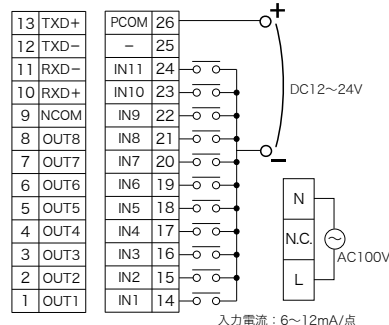 13 TXD+ PCOM 26 +
12 TXD− − 25
11 RXD− IN11 24
10 RXD+ IN10 23 DC12～24V
9 NCOM IN9 22
8 OUT8 IN8 21
7 OUT7 IN7 20 −
6 OUT6 IN6 19
5 OUT5 IN5 18 N
4 OUT4 IN4 17 N.C.
3 OUT3 IN3 16 AC100V
2 OUT2 IN2 15 L
1 OUT1 IN1 14
入力電流：6～12mA/点